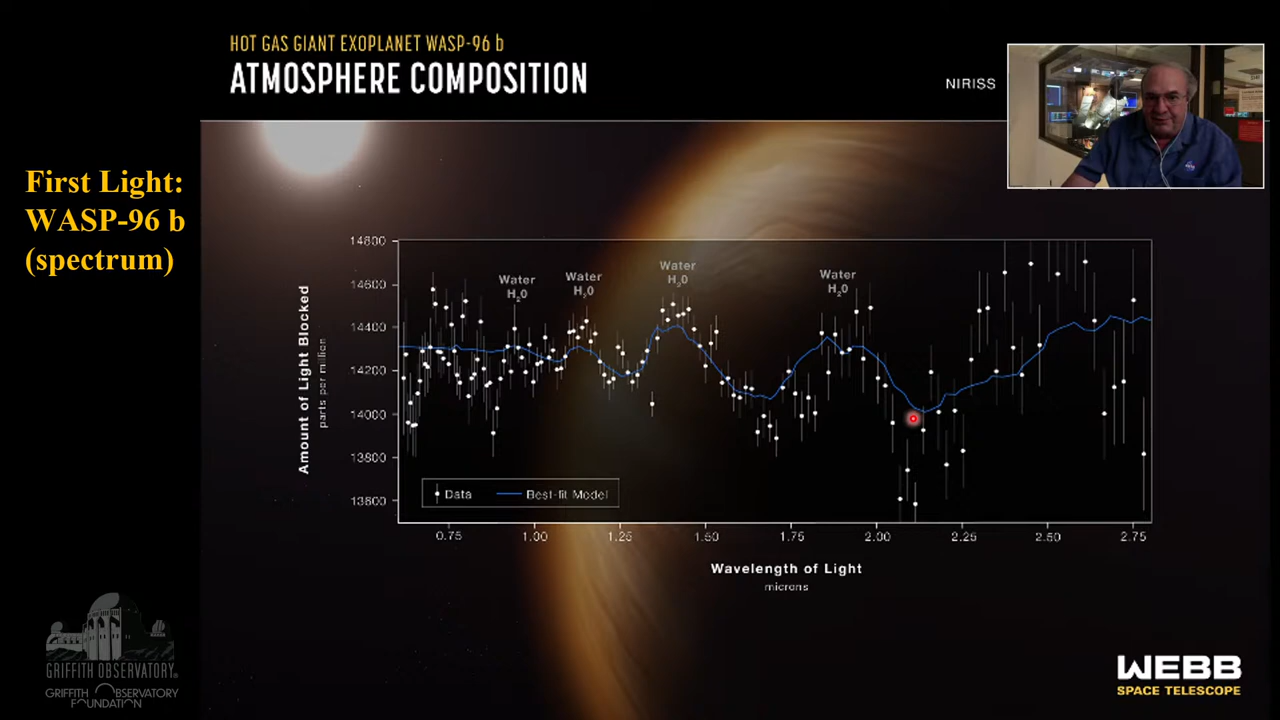 HOT GAS GIANT EXOPLANET WASP-96 b
ATMOSPHERE COMPOSITION
NIRISS
First Light:
WASP-96 b
(spectrum)
14800
14600
14400
14200
14000
13800
13600
Amount of Light Blocked
parts per million
Water
H2O
Water
H2O
Water
H2O
Water
H2O
Data
Best-fit Model
0.75
1.00
1.25
1.50
1.75
2.00
2.25
2.50
2.75
Wavelength of Light
microns
GRIFFITH OBSERVATORY
GRIFFITH OBSERVATORY
FOUNDATION
WEBB
SPACE TELESCOPE